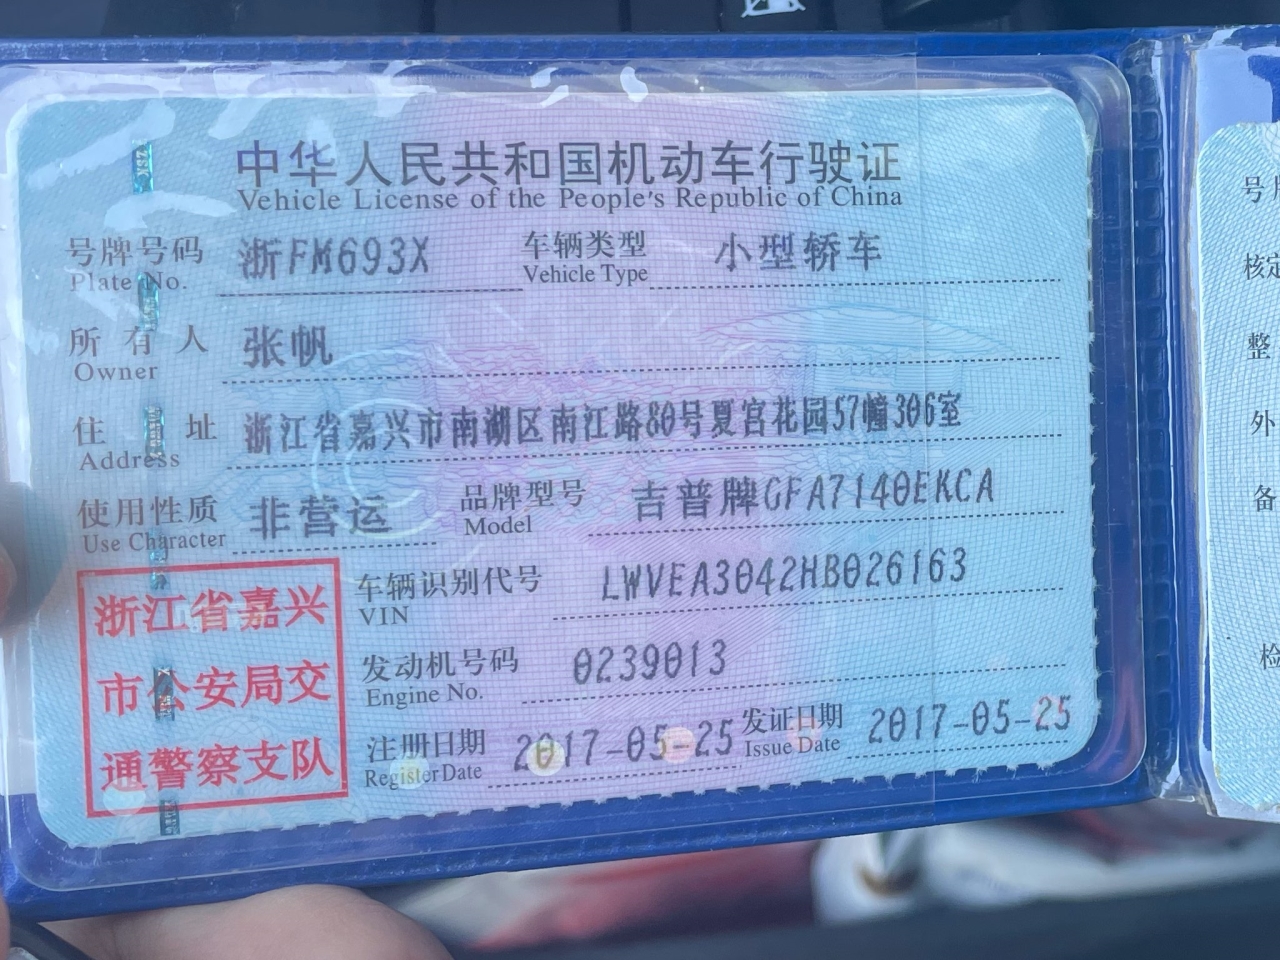 中华人民共和国机动车行驶证
Vehicle License of the People's Republic of China
号牌号码 浙FM693X 车辆类型 小型轿车
Plate No. Vehicle Type
所有人 张帆
Owner
住址 浙江省嘉兴市南湖区南江路80号夏宫花园57幢306室
Address
使用性质 非营运 品牌型号 吉普牌GFA7140EKCA
Use Character Model
浙江省嘉兴
市公安局交
通警察支队
车辆识别代号 LWVEA3042HB026163
VIN
发动机号码 0239013
Engine No.
注册日期 2017-05-25 发证日期 2017-05-25
Register Date Issue Date
号
核定
整
外
备
检